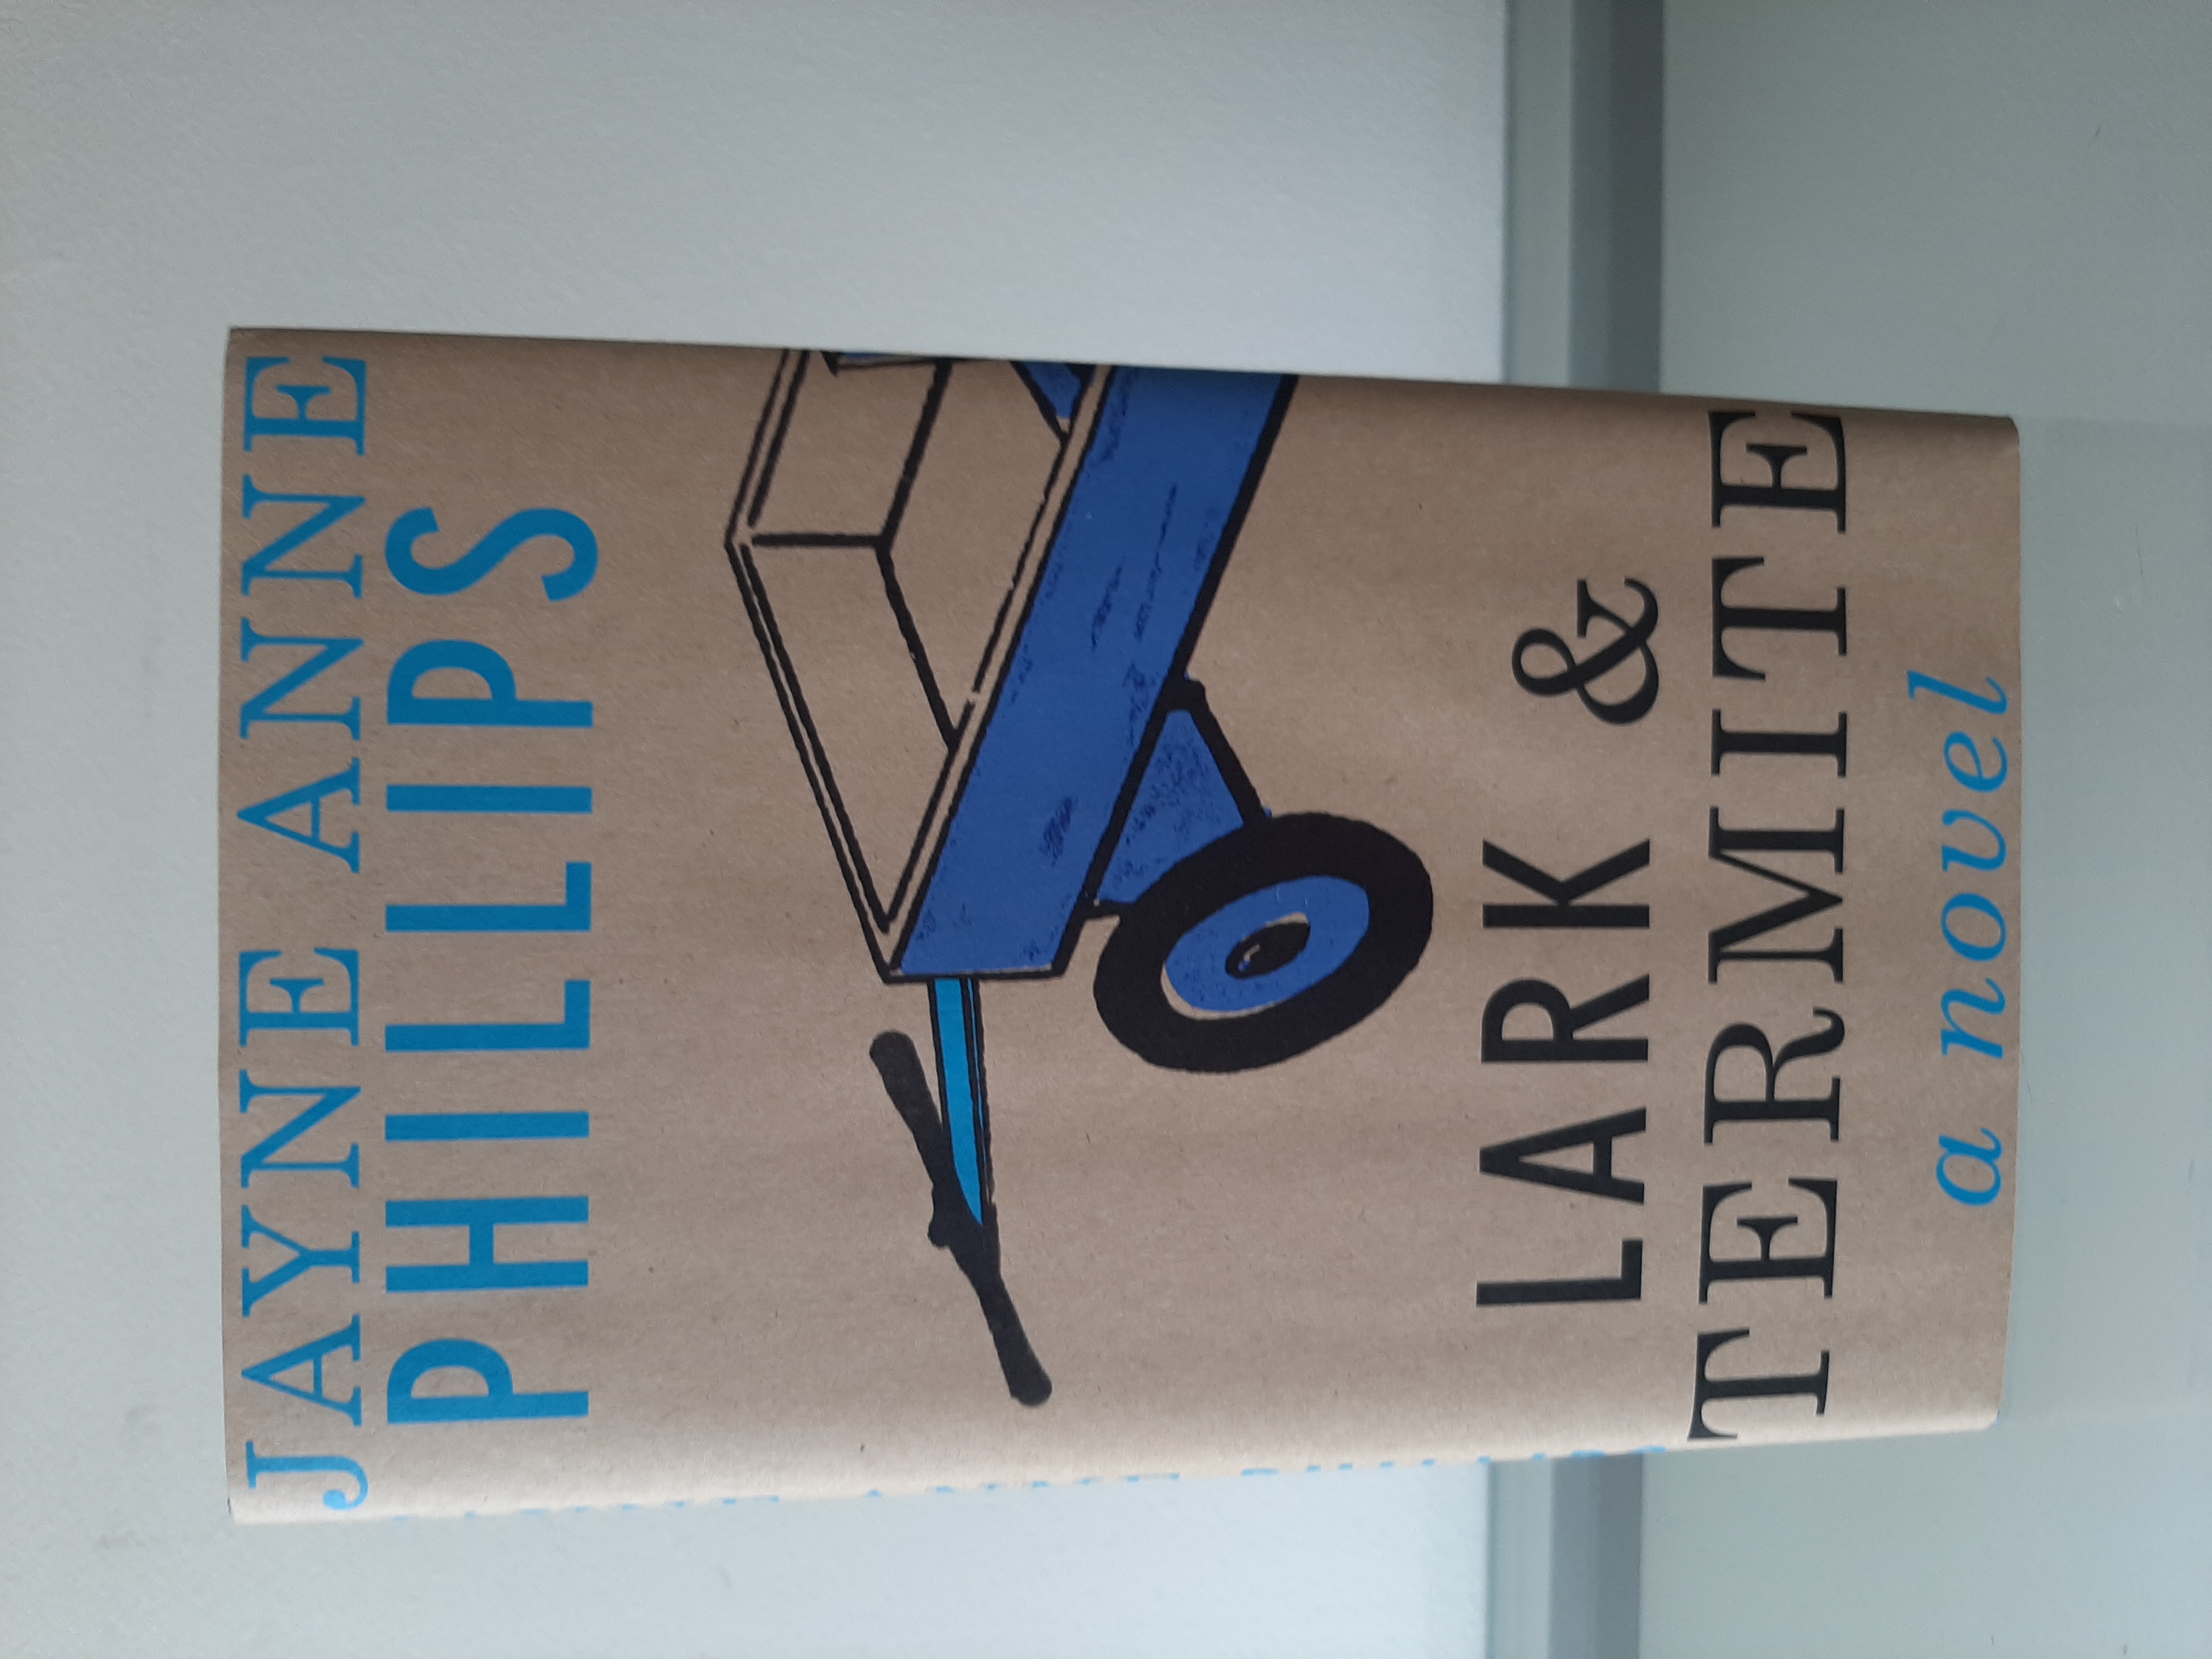 JAYNE ANNE
PHILLIPS
LARK &
TERMITE
a novel